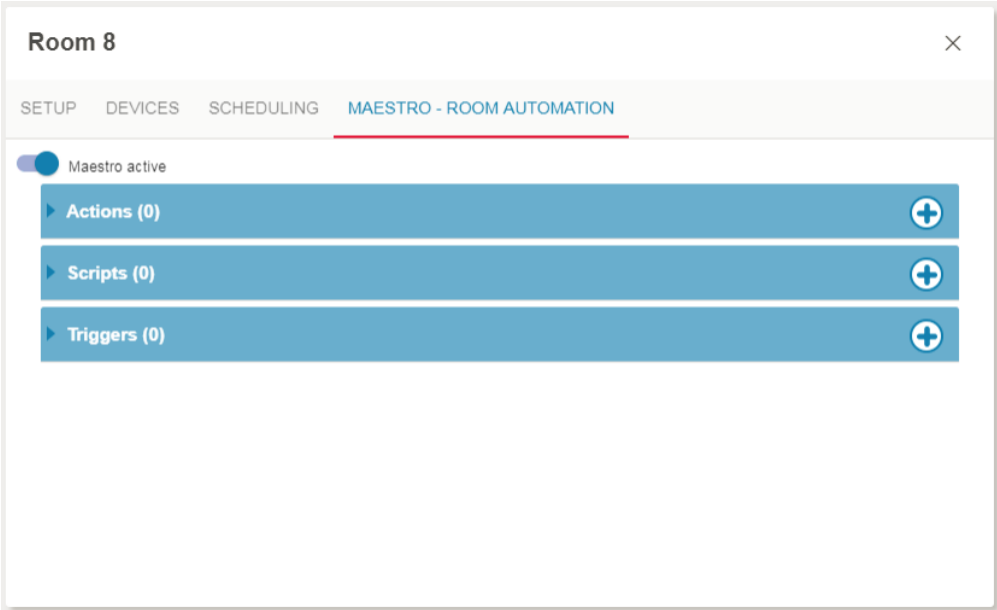 Room 8
SETUP DEVICES SCHEDULING MAESTRO - ROOM AUTOMATION
Maestro active
Actions (0)
Scripts (0)
Triggers (0)